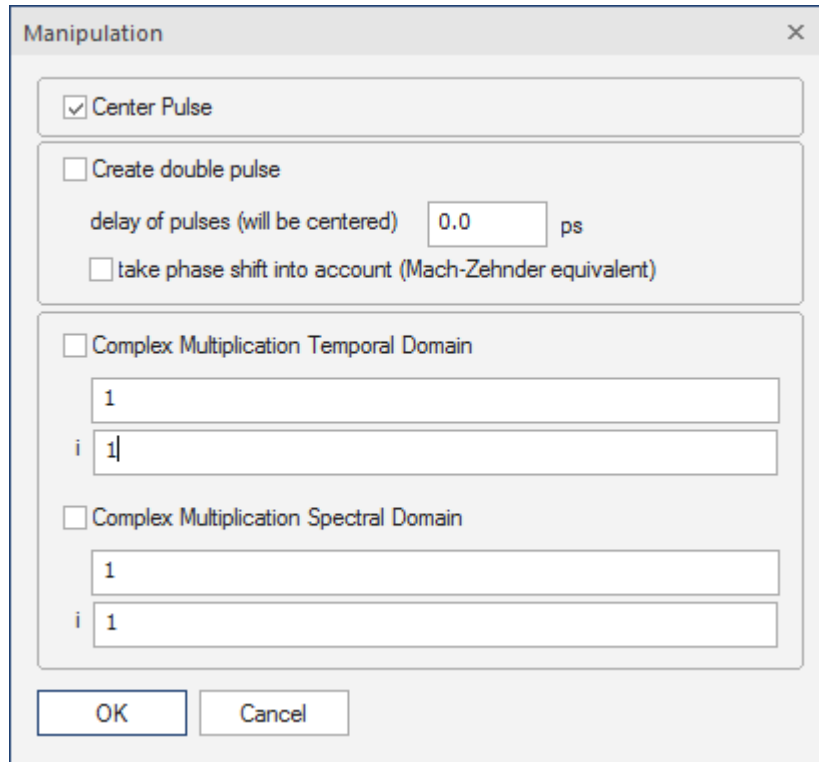 Manipulation
Center Pulse
Create double pulse
delay of pulses (will be centered) 0.0 ps
take phase shift into account (Mach-Zehnder equivalent)
Complex Multiplication Temporal Domain
1
i 1
Complex Multiplication Spectral Domain
1
i 1
OK Cancel